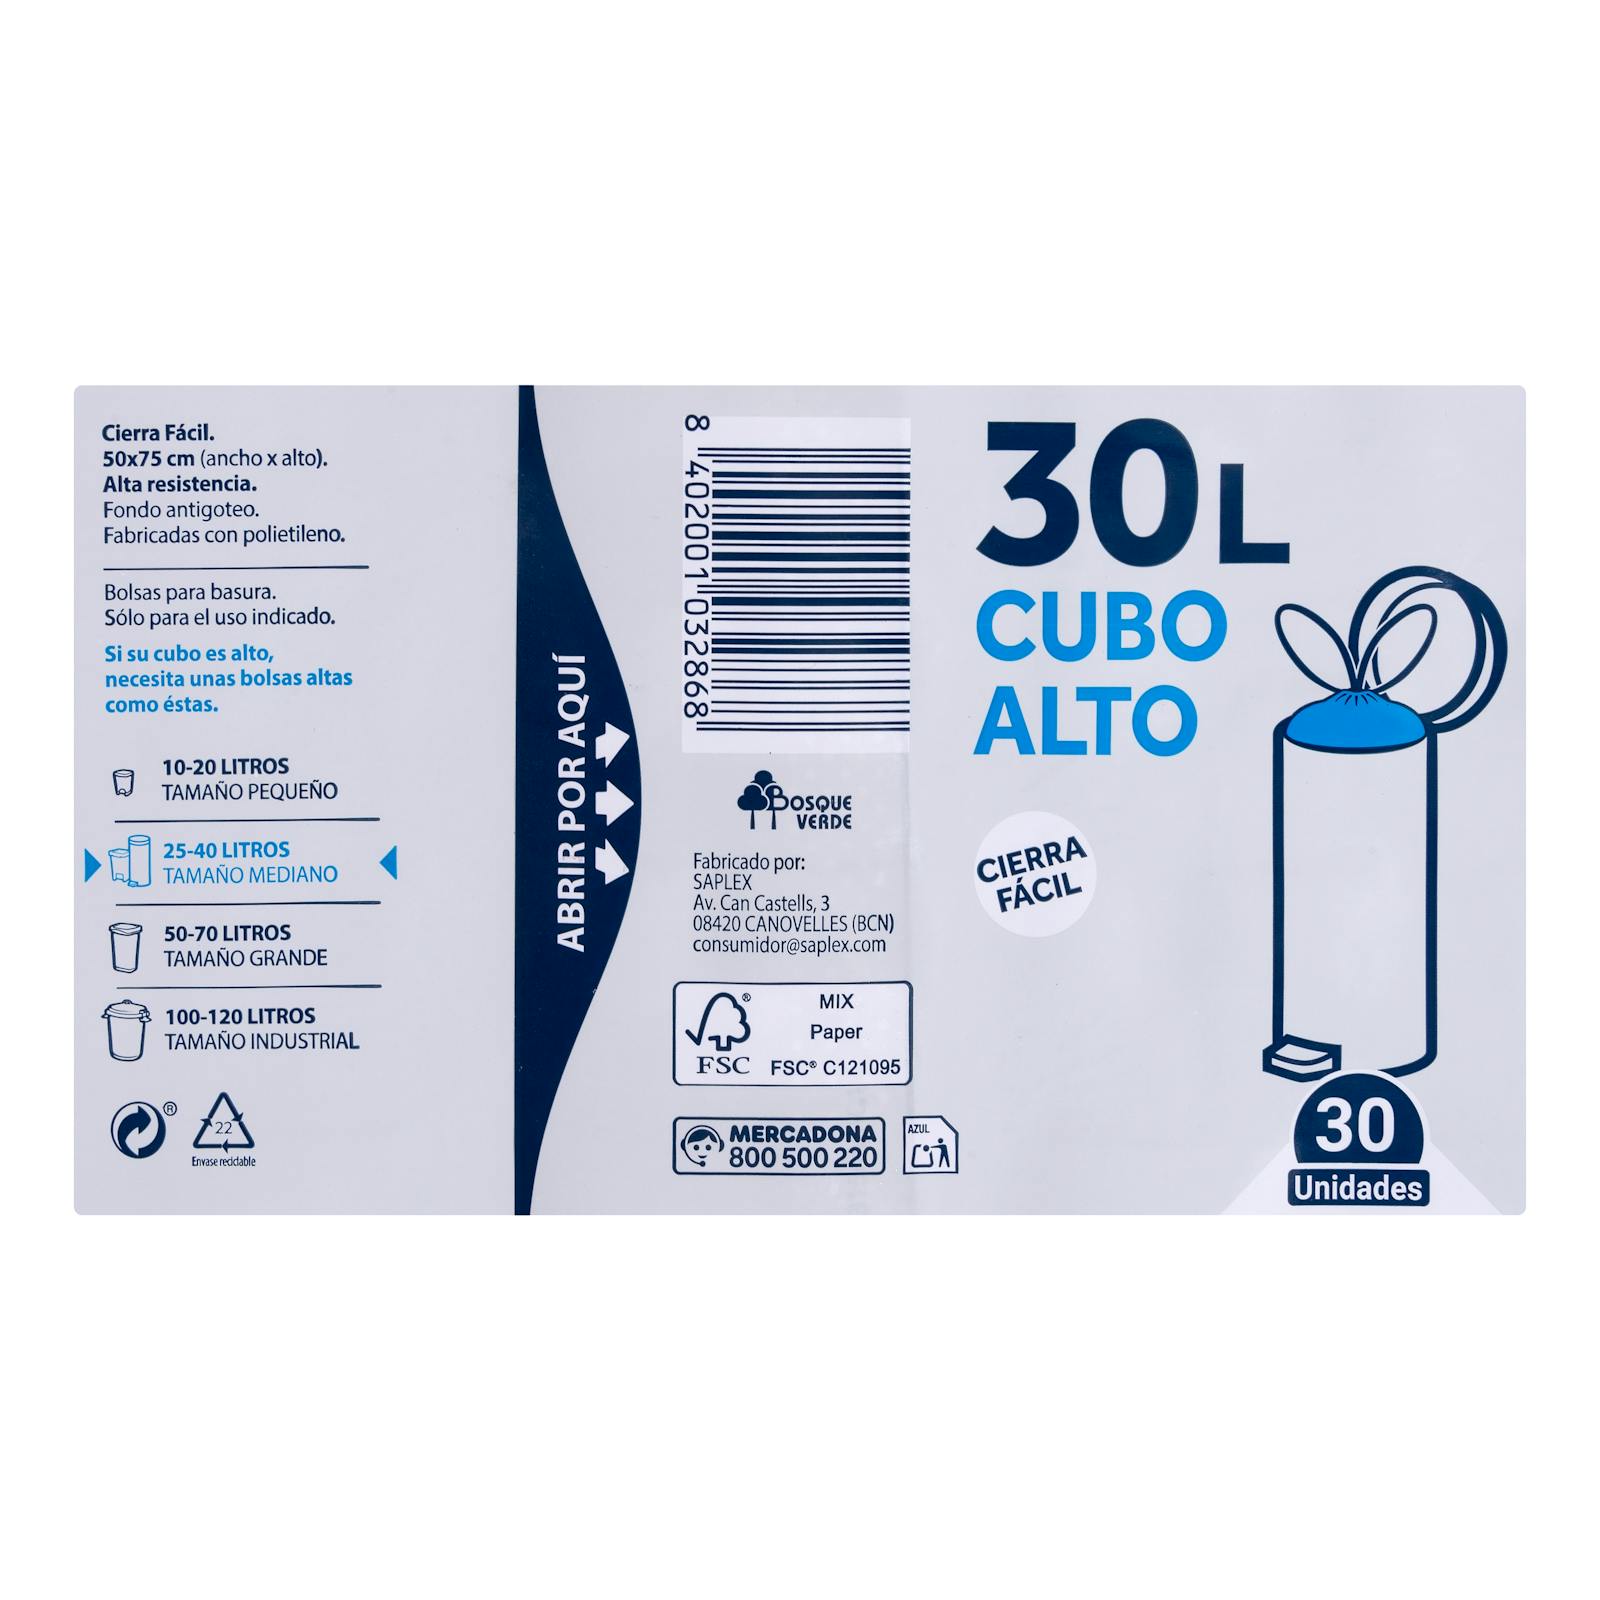 Cierra Fácil.
50x75 cm (ancho x alto).
Alta resistencia.
Fondo antigoteo.
Fabricadas con polietileno.
Bolsas para basura.
Sólo para el uso indicado.
Si su cubo es alto,
necesita unas bolsas altas
como éstas.
10-20 LITROS
TAMAÑO PEQUEÑO
25-40 LITROS
TAMAÑO MEDIANO
50-70 LITROS
TAMAÑO GRANDE
100-120 LITROS
TAMAÑO INDUSTRIAL
®
22
Envase reciclable
ABRIR POR AQUÍ
8 402001 032868
BOSQUE
VERDE
Fabricado por:
SAPLEX
Av. Can Castells, 3
08420 CANOVELLES (BCN)
consumidor@saplex.com
®
FSC
MIX
Paper
FSC® C121095
MERCADONA
800 500 220
AZUL
30L
CUBO
ALTO
CIERRA
FÁCIL
30
Unidades